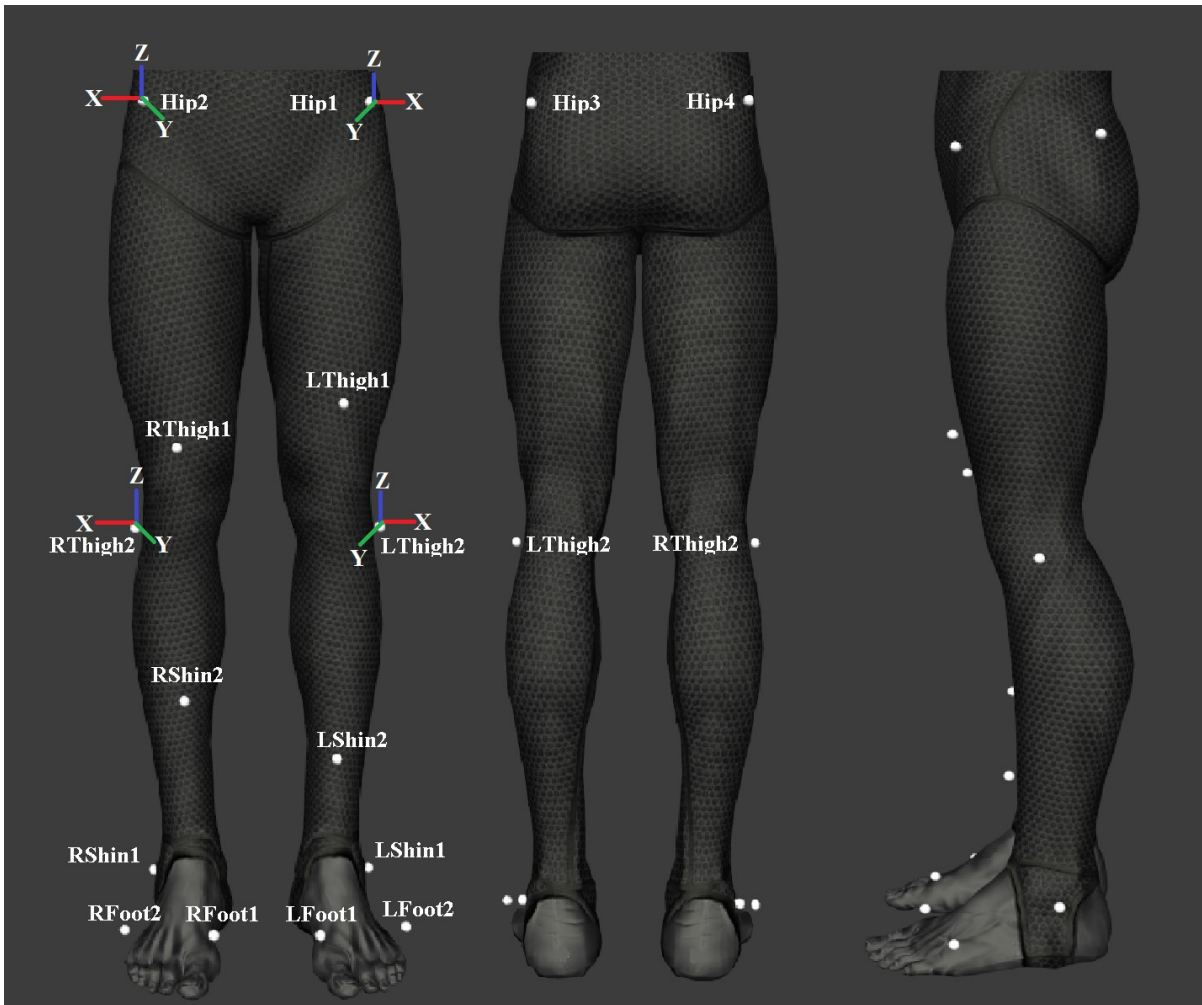 Z
Z
X
Hip2
Hip1
X
Y
Y
Hip3
Hip4
LThigh1
RThigh1
Z
Z
X
X
RThigh2
Y
Y
LThigh2
LThigh2
RThigh2
RShin2
LShin2
RShin1
LShin1
RFoot2
RFoot1
LFoot1
LFoot2